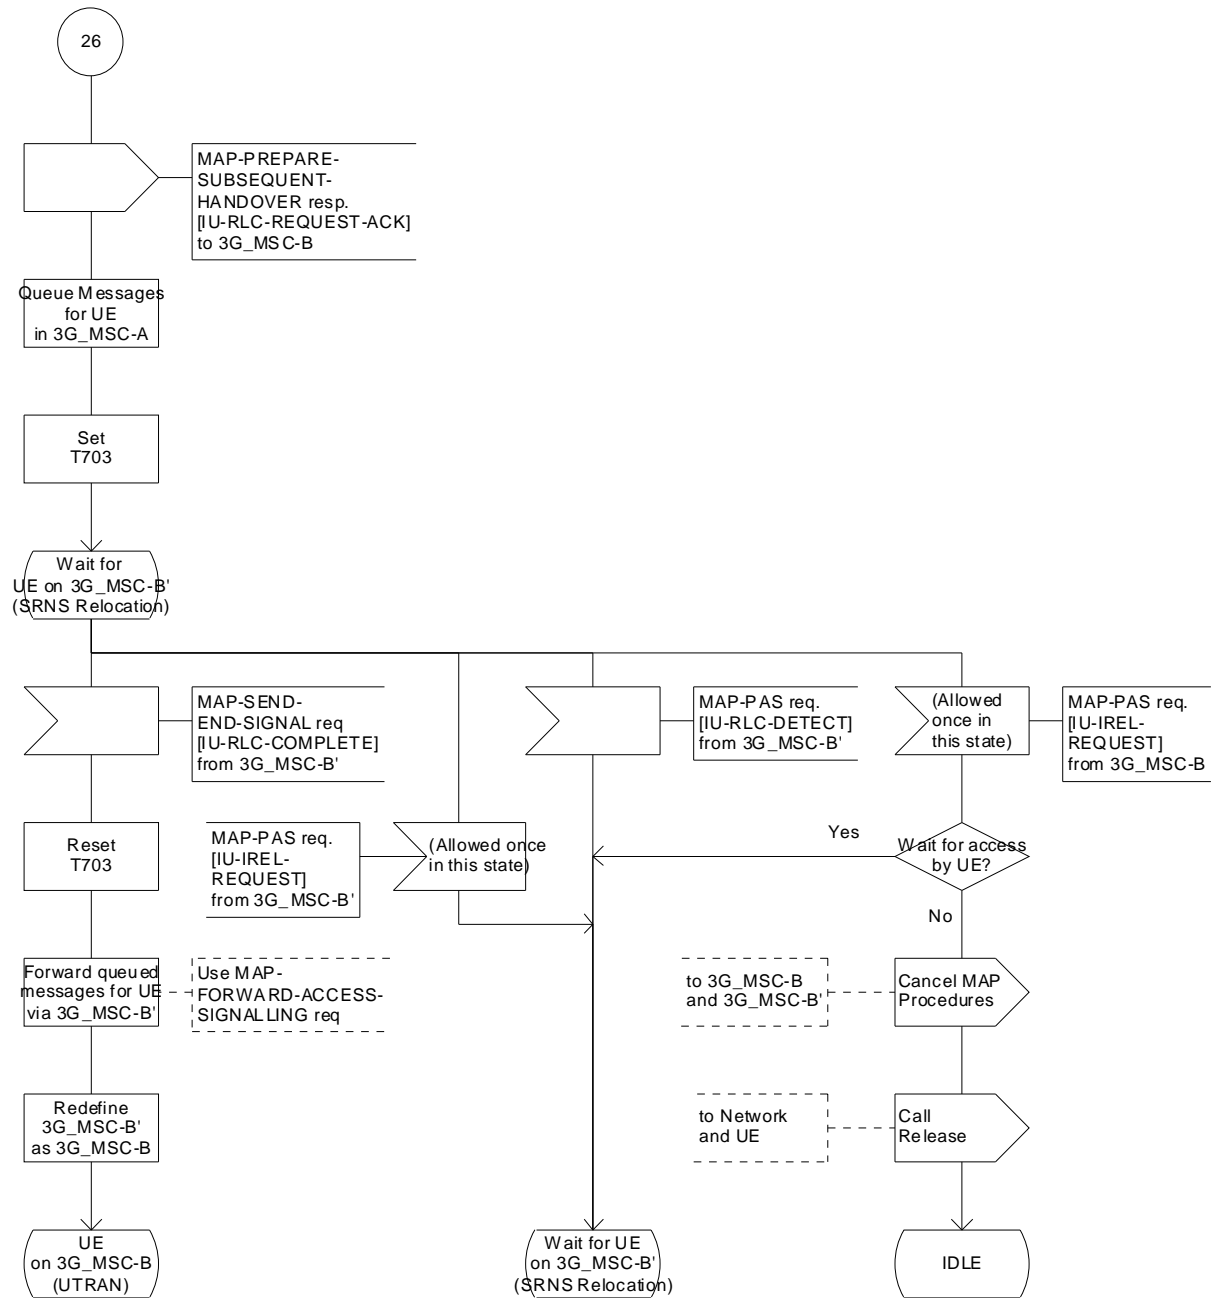 26
MAP-PREPARE-
SUBSEQUENT-
HANDOVER resp.
[IU-RLC-REQUEST-ACK]
to 3G_MSC-B
Queue Messages
for UE
in 3G_MSC-A
Set
T703
Wait for
UE on 3G_MSC-B'
(SRNS Relocation)
MAP-SEND-
END-SIGNAL req
[IU-RLC-COMPLETE]
from 3G_MSC-B'
MAP-PAS req.
[IU-RLC-DETECT]
from 3G_MSC-B'
(Allowed
once in
this state)
MAP-PAS req.
[IU-IREL-
REQUEST]
from 3G_MSC-B
Reset
T703
MAP-PAS req.
[IU-IREL-
REQUEST]
from 3G_MSC-B'
(Allowed once
in this state)
Yes
Wait for access
by UE?
No
Forward queued
messages for UE
via 3G_MSC-B'
Use MAP-
FORWARD-ACCESS-
SIGNALLING req
to 3G_MSC-B
and 3G_MSC-B'
Cancel MAP
Procedures
Redefine
3G_MSC-B'
as 3G_MSC-B
to Network
and UE
Call
Release
UE
on 3G_MSC-B
(UTRAN)
Wait for UE
on 3G_MSC-B'
(SRNS Relocation)
IDLE